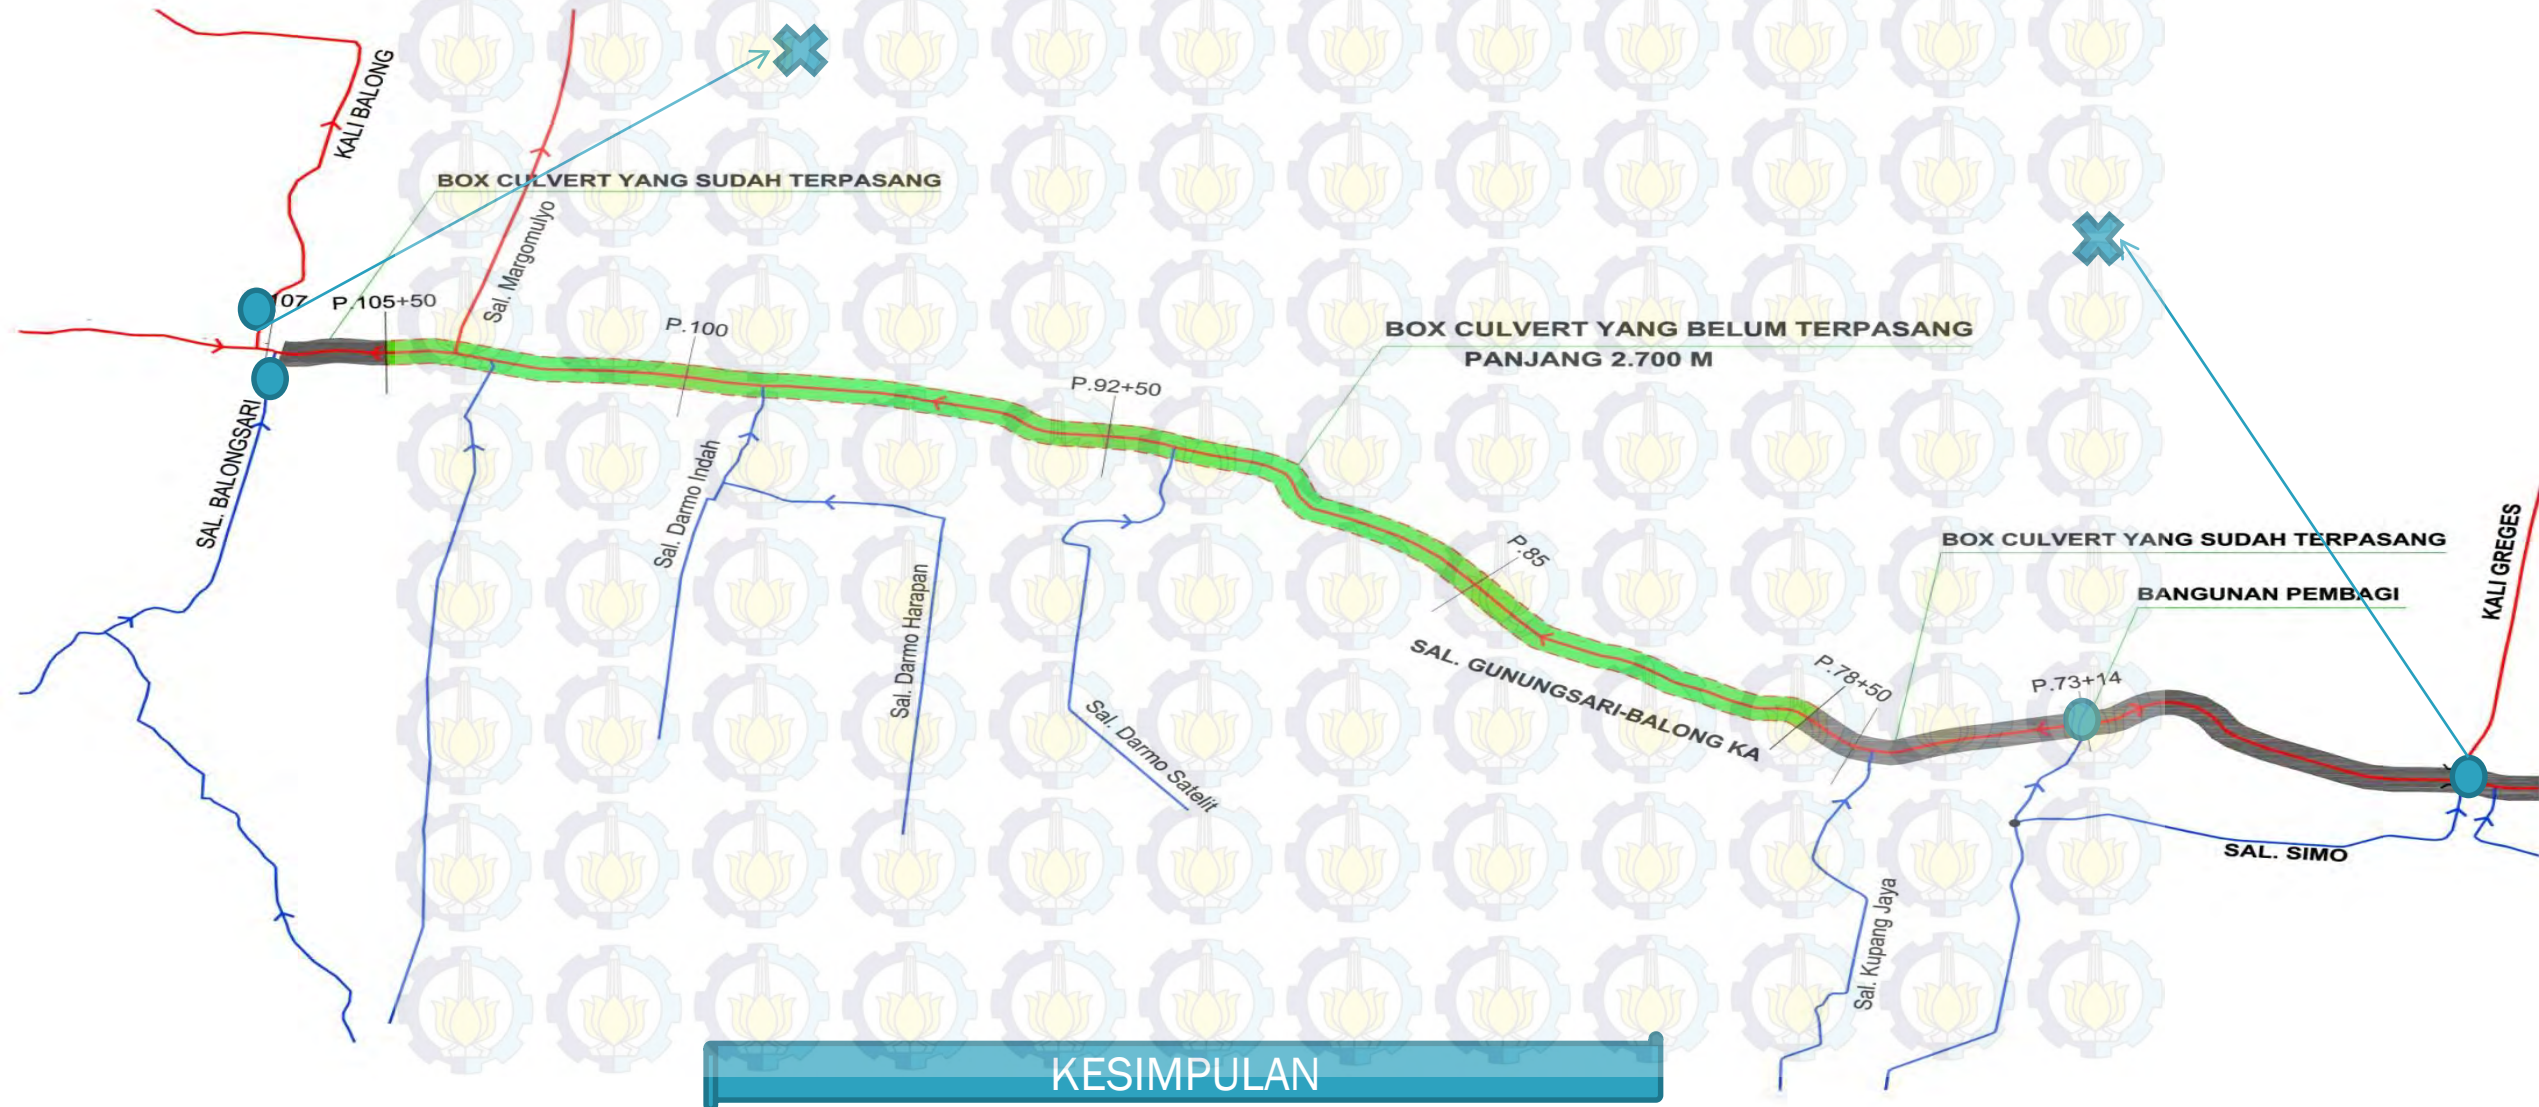 KALI BALONG
BOX CULVERT YANG SUDAH TERPASANG
Sal. Margomulyo
107
P.105+50
P.100
BOX CULVERT YANG BELUM TERPASANG
PANJANG 2.700 M
P.92+50
SAL. BALONGSARI
Sal. Darmo Indah
Sal. Darmo Harapan
P.85
BOX CULVERT YANG SUDAH TERPASANG
KALI GREGES
BANGUNAN PEMBAGI
SAL. GUNUNGSARI-BALONG KA
P.78+50
P.73+14
Sal. Darmo Satelit
SAL. SIMO
Sal. Kupang Jaya
KESIMPULAN